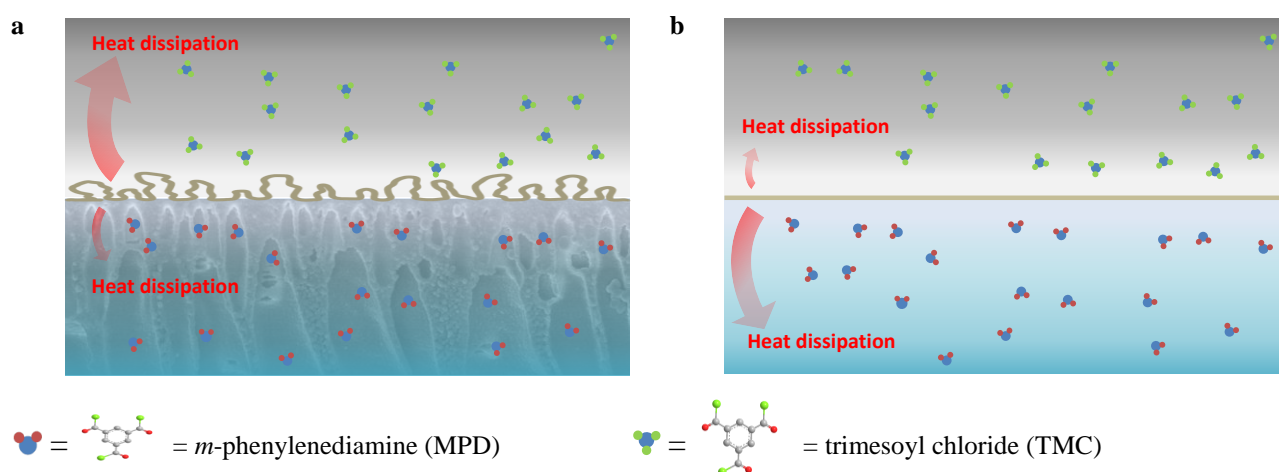 a
Heat dissipation
Heat dissipation
b
Heat dissipation
Heat dissipation
= = m-phenylenediamine (MPD)
= = trimesoyl chloride (TMC)